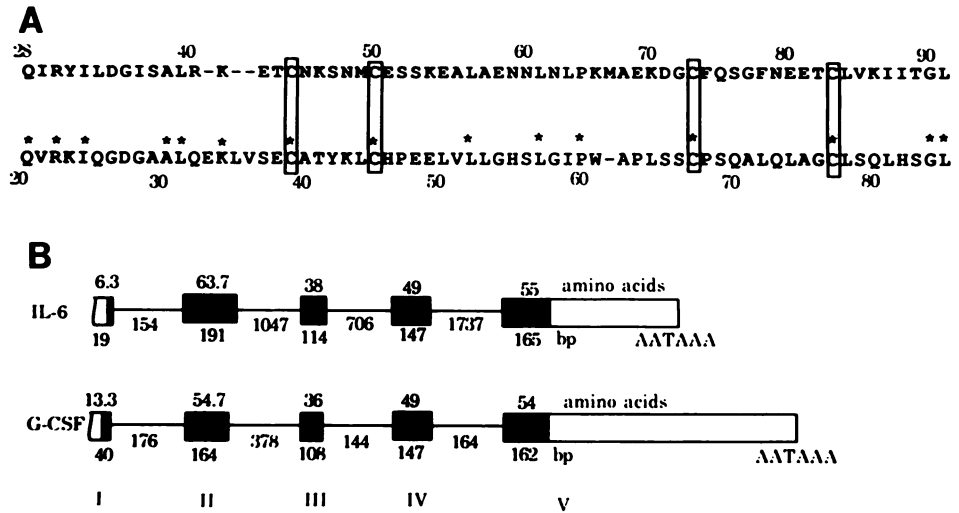 A
28 40 50 60 70 80 90
QIRYILDGISALR-K--ETCNKSNMCESSKEALAENNLNLPKMAEKDGCFQSGFNEETCLVKIITGL
* * * * * * * * * * * * * * *
QVRKIQGDGAALQEKLVSECATYKLCHPEELVLLGHSLGIPW-APLSSCPSQALQLAGCLSQLHSGL
20 30 40 50 60 70 80
B
6.3 63.7 38 49 55 amino acids
IL-6
154 1047 706 1737
19 191 114 147 165 bp AATAAA
13.3 54.7 36 49 54 amino acids
G-CSF
176 378 144 164
40 164 108 147 162 bp AATAAA
I II III IV V